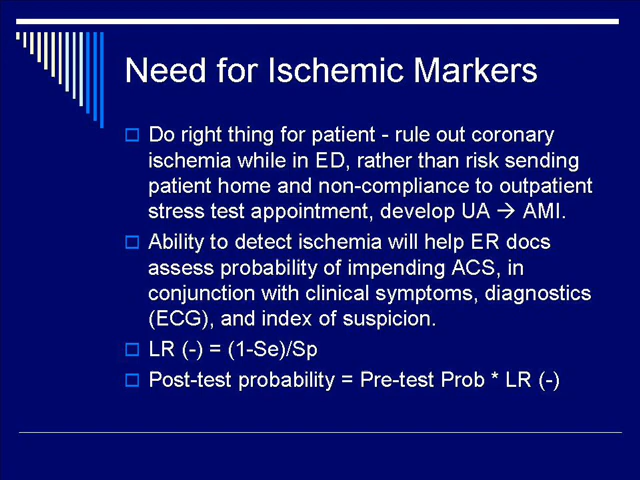 Need for Ischemic Markers
Do right thing for patient - rule out coronary
ischemia while in ED, rather than risk sending
patient home and non-compliance to outpatient
stress test appointment, develop UA → AMI.
Ability to detect ischemia will help ER docs
assess probability of impending ACS, in
conjunction with clinical symptoms, diagnostics
(ECG), and index of suspicion.
LR (-) = (1-Se)/Sp
Post-test probability = Pre-test Prob * LR (-)